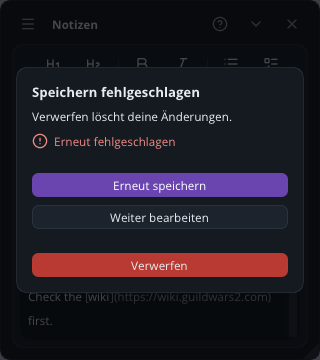 Notizen
H1 H2 B I
Speichern fehlgeschlagen
Verwerfen löscht deine Änderungen.
Erneut fehlgeschlagen
Erneut speichern
Weiter bearbeiten
Verwerfen
Check the [wiki](https://wiki.guildwars2.com)
first.